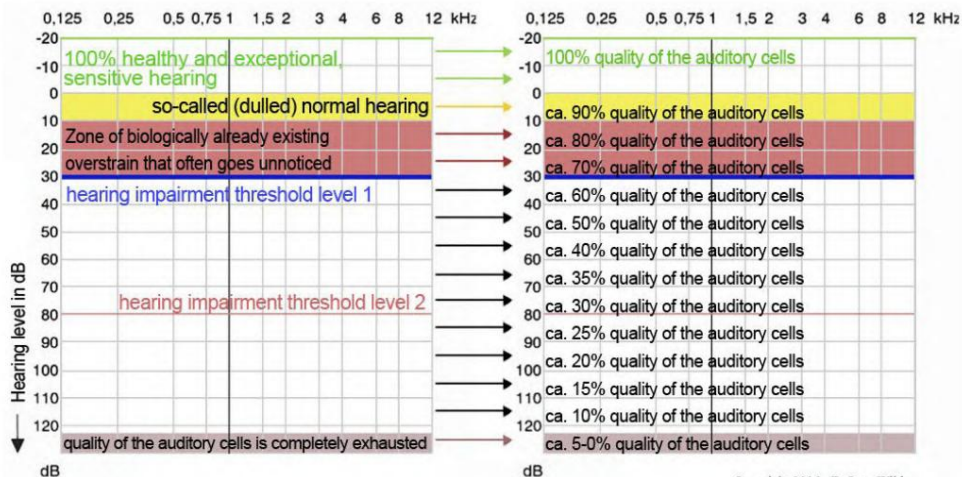 0,125 0,25 0,5 0,75 1 1,5 2 3 4 6 8 12 kHz
-20
-10
0
10
20
30
40
50
60
70
80
90
100
110
120
dB
Hearing level in dB
100% healthy and exceptional,
sensitive hearing
so-called (dulled) normal hearing
Zone of biologically already existing
overstrain that often goes unnoticed
hearing impairment threshold level 1
hearing impairment threshold level 2
quality of the auditory cells is completely exhausted
0,125 0,25 0,5 0,75 1 1,5 2 3 4 6 8 12 kHz
-20
-10
0
10
20
30
40
50
60
70
80
90
100
110
120
dB
100% quality of the auditory cells
ca. 90% quality of the auditory cells
ca. 80% quality of the auditory cells
ca. 70% quality of the auditory cells
ca. 60% quality of the auditory cells
ca. 50% quality of the auditory cells
ca. 40% quality of the auditory cells
ca. 35% quality of the auditory cells
ca. 30% quality of the auditory cells
ca. 25% quality of the auditory cells
ca. 20% quality of the auditory cells
ca. 15% quality of the auditory cells
ca. 10% quality of the auditory cells
ca. 5-0% quality of the auditory cells